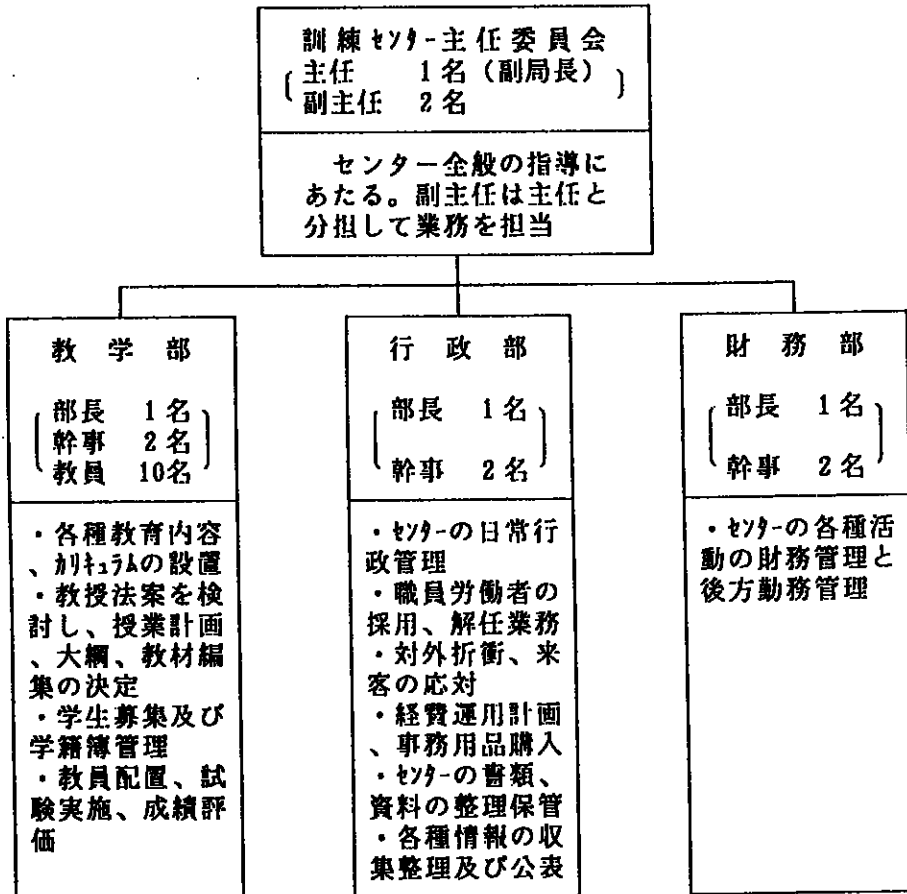 訓練ｾﾝﾀｰ主任委員会
主任 1名（副局長）
副主任 2名
センター全般の指導に
あたる。副主任は主任と
分担して業務を担当
教学部
部長 1名
幹事 2名
教員 10名
・各種教育内容
、ｶﾘｷｭﾗﾑの設置
・教授法案を検
討し、授業計画
、大綱、教材編
集の決定
・学生募集及び
学籍簿管理
・教員配置、試
験実施、成績評
価
行政部
部長 1名
幹事 2名
・ｾﾝﾀｰの日常行
政管理
・職員労働者の
採用、解任業務
・対外折衝、来
客の応対
・経費運用計画
、事務用品購入
・ｾﾝﾀｰの書類、
資料の整理保管
・各種情報の収
集整理及び公表
財務部
部長 1名
幹事 2名
・ｾﾝﾀｰの各種活
動の財務管理と
後方勤務管理